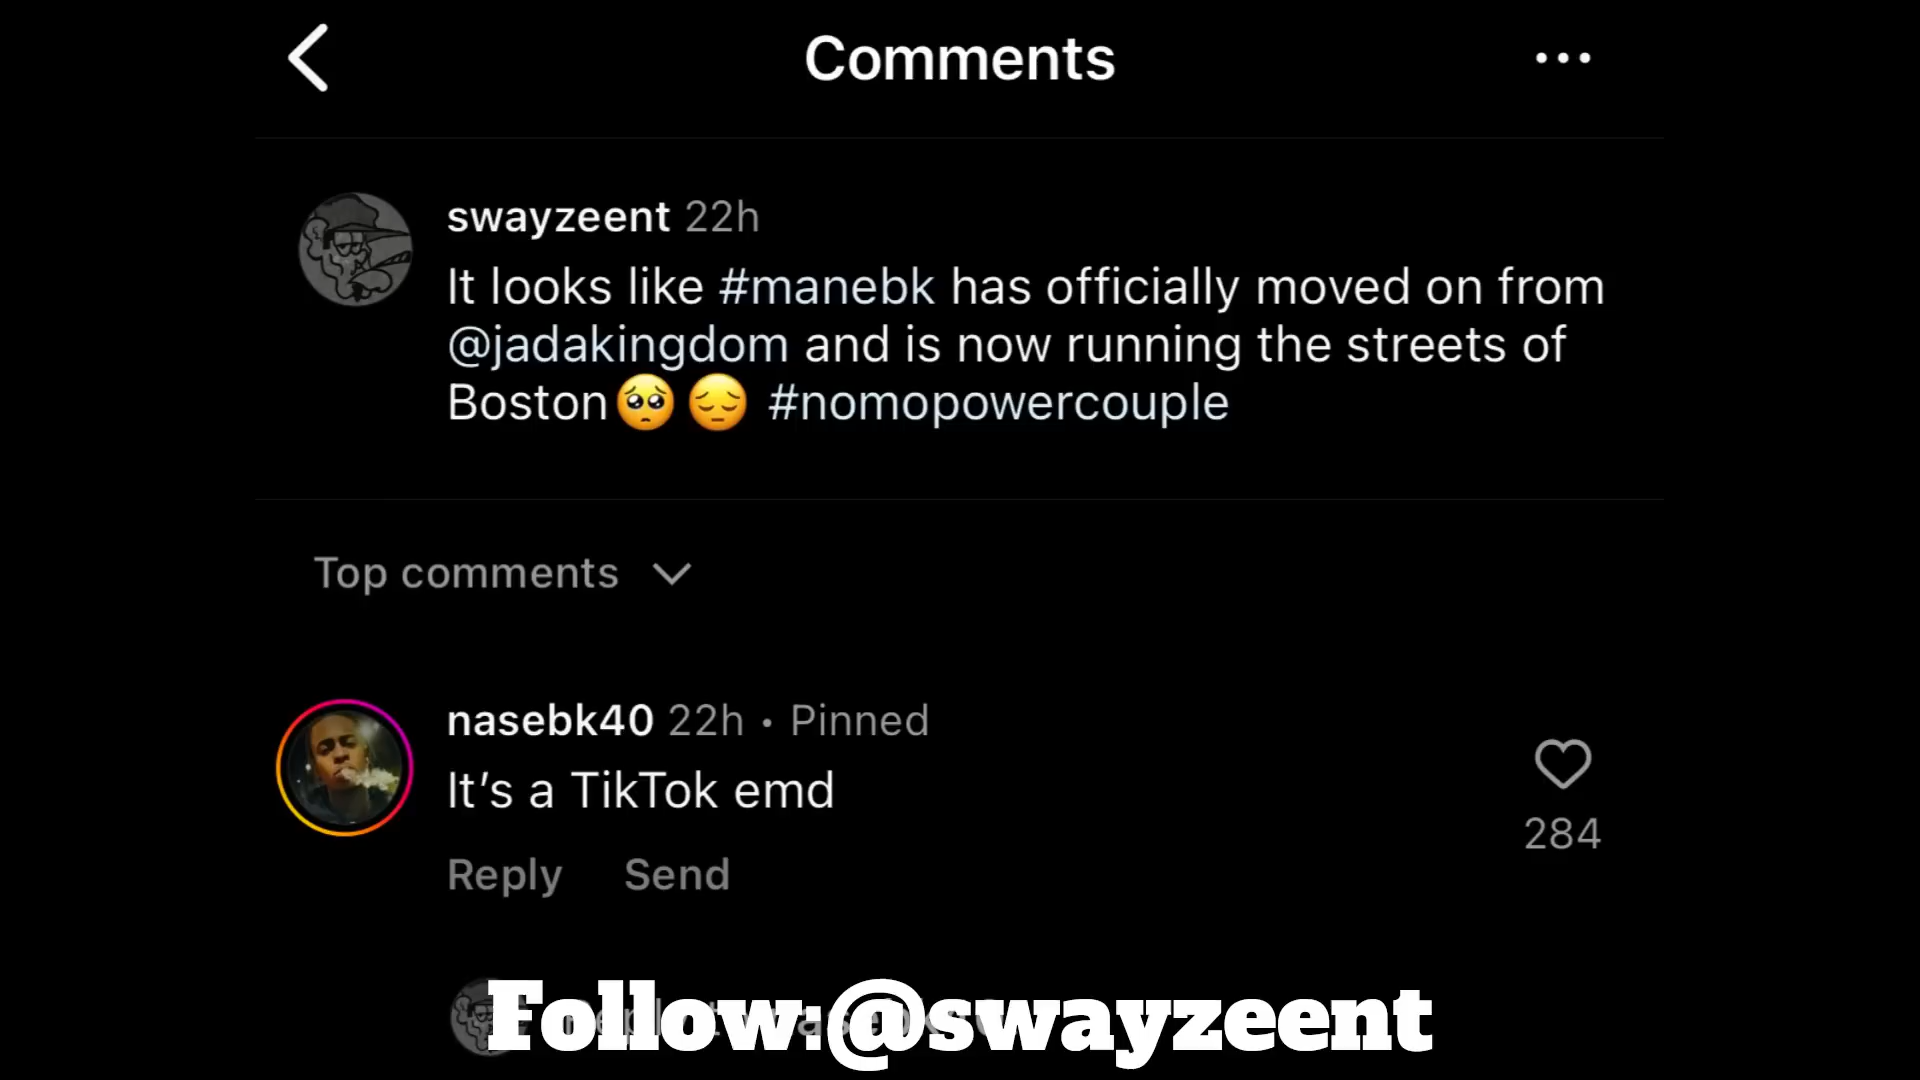 Comments
swayzeent 22h
It looks like #manebk has officially moved on from
@jadakingdom and is now running the streets of
Boston🥺😔 #nomopowercouple
Top comments
nasebk40 22h • Pinned
It’s a TikTok emd
284
Reply Send
Follow:@swayzeent